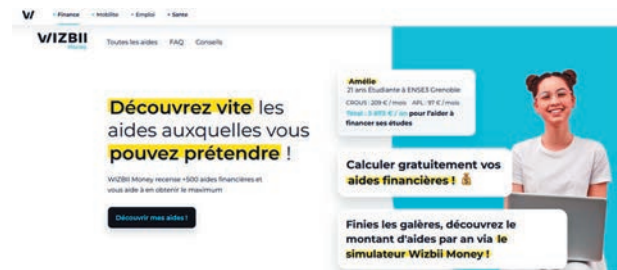 W
Finance
Mobilité
Emploi
Santé
WIZBII
Money
Toutes les aides
FAQ
Conseils
Découvrez vite les
aides auxquelles vous
pouvez prétendre !
WIZBII Money recense +500 aides financières et
vous aide à en obtenir le maximum
Découvrir mes aides !
Amélie
21 ans Étudiante à ENSE3 Grenoble
CROUS : 209 € / mois APL : 97 € / mois
pour l'aider à
financer ses études
Calculer gratuitement vos
aides financières !
Finies les galères, découvrez le
montant d'aides par an via le
simulateur Wizbii Money !